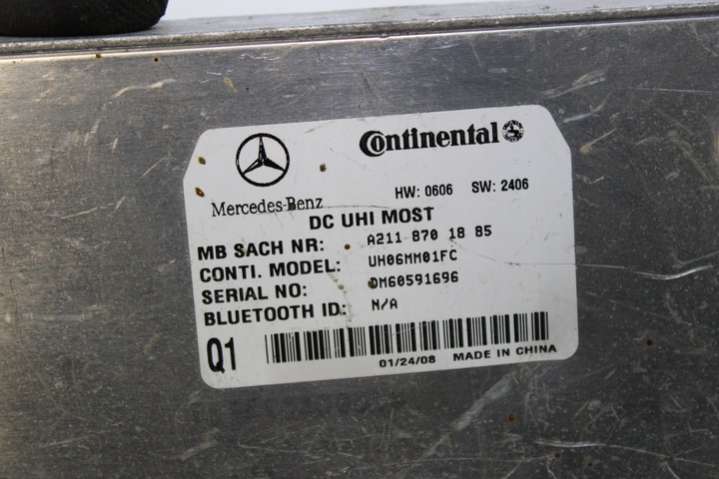 Continental
Mercedes-Benz
HW: 0606 SW: 2406
DC UHI MOST
MB SACH NR: A211 870 18 85
CONTI. MODEL: UH06MM01FC
SERIAL NO: DM60591696
BLUETOOTH ID: N/A
Q1
01/24/08 MADE IN CHINA